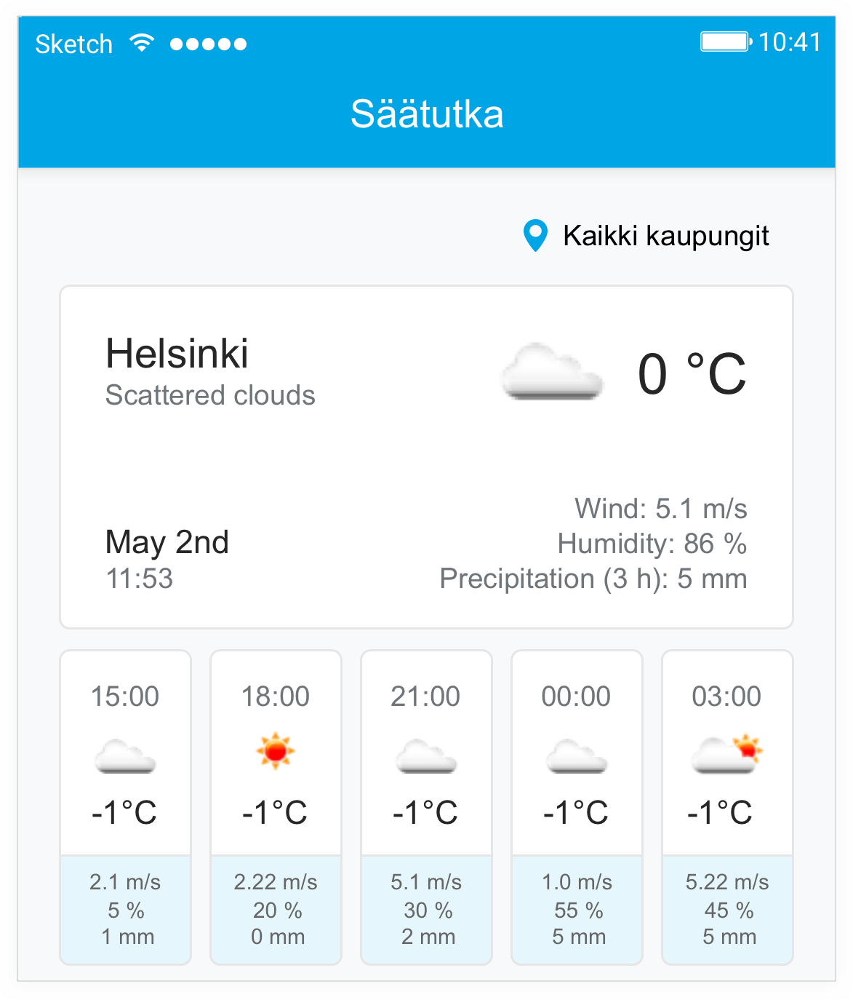 Sketch 10:41
Säätutka
Kaikki kaupungit
Helsinki
Scattered clouds
0 °C
May 2nd
11:53
Wind: 5.1 m/s
Humidity: 86 %
Precipitation (3 h): 5 mm
15:00
-1°C
2.1 m/s
5 %
1 mm
18:00
-1°C
2.22 m/s
20 %
0 mm
21:00
-1°C
5.1 m/s
30 %
2 mm
00:00
-1°C
1.0 m/s
55 %
5 mm
03:00
-1°C
5.22 m/s
45 %
5 mm